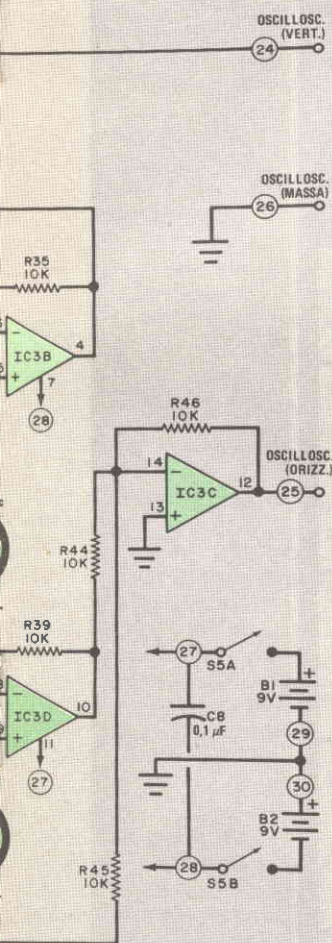 OSCILLOSC.
(VERT.)
24
OSCILLOSC.
(MASSA)
26
R35
10K
4
IC3B
7
28
R46
10K
14
12
IC3C
13
OSCILLOSC.
(ORIZZ.)
25
R44
10K
R39
10K
10
IC3D
11
27
27
S5A
B1
9V
+
C8
0,1 µF
29
30
B2
9V
+
28
S5B
R45
10K